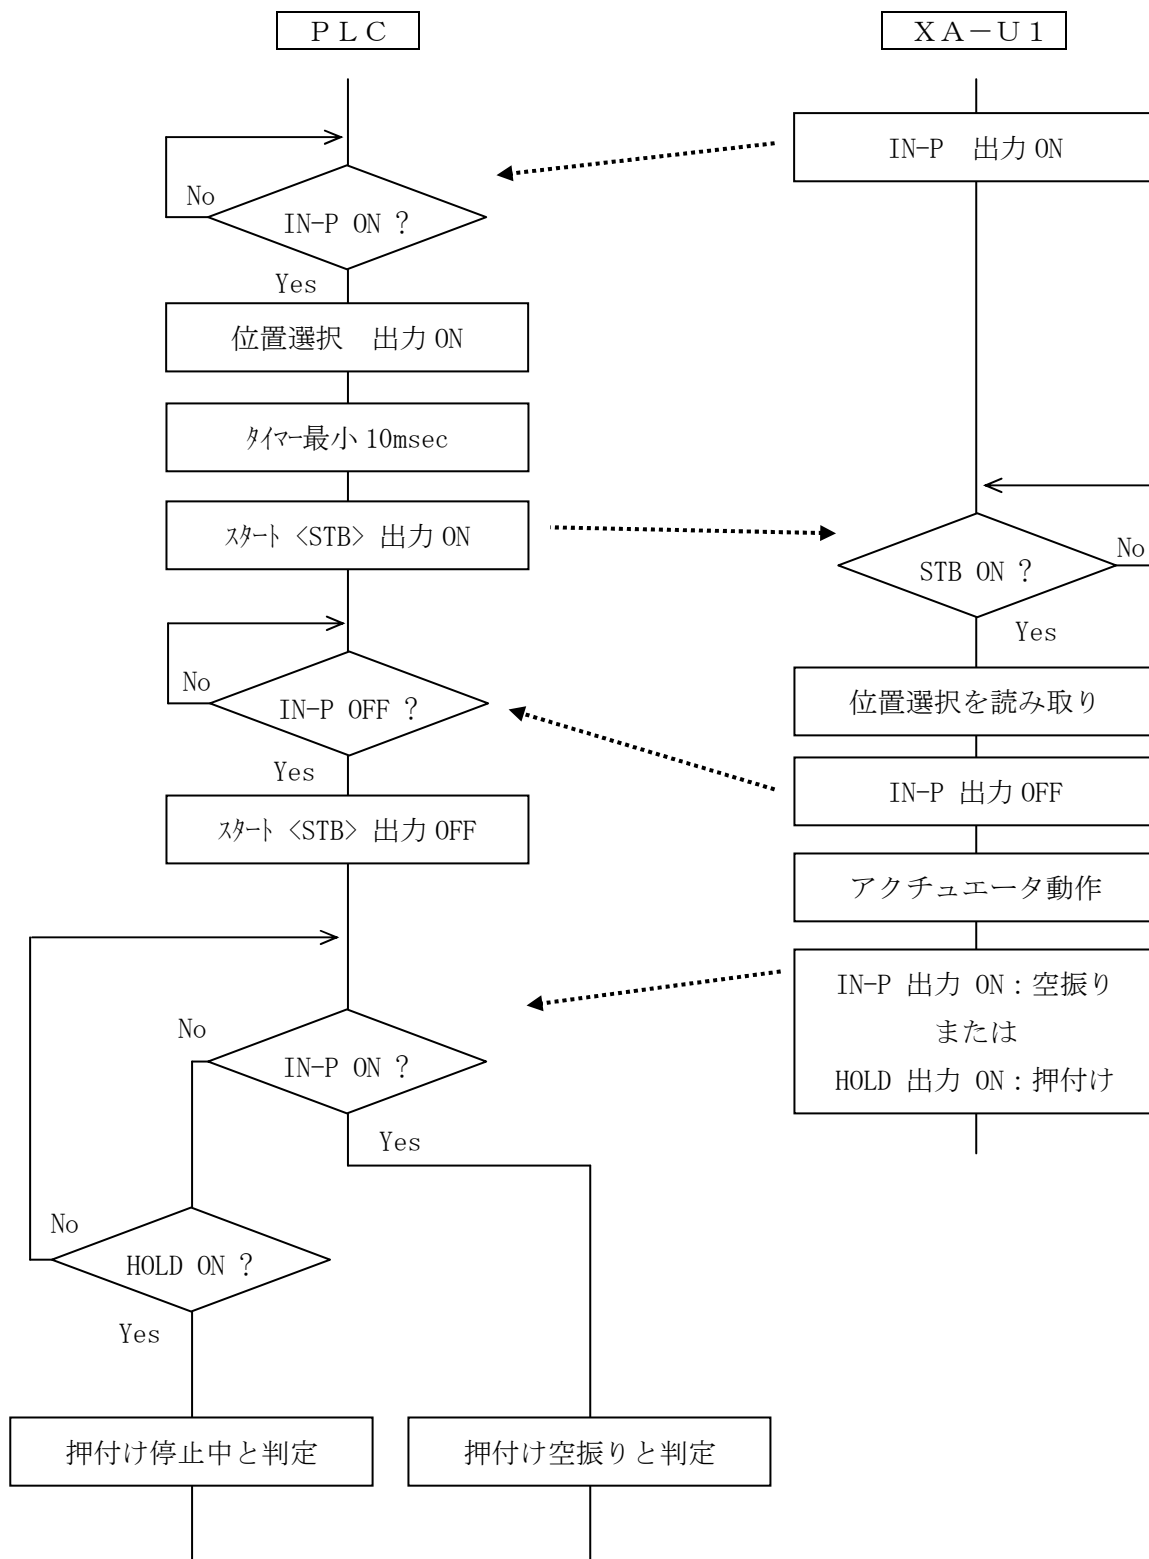 ＰＬＣ
ＸＡ－Ｕ１
IN-P　出力 ON
No
IN-P ON ?
Yes
位置選択　出力 ON
ﾀｲﾏｰ最小 10msec
ｽﾀｰﾄ <STB> 出力 ON
No
STB ON ?
Yes
No
IN-P OFF ?
Yes
位置選択を読み取り
IN-P 出力 OFF
ｽﾀｰﾄ <STB> 出力 OFF
アクチュエータ動作
IN-P 出力 ON：空振り
または
HOLD 出力 ON：押付け
No
IN-P ON ?
Yes
No
HOLD ON ?
Yes
押付け停止中と判定
押付け空振りと判定